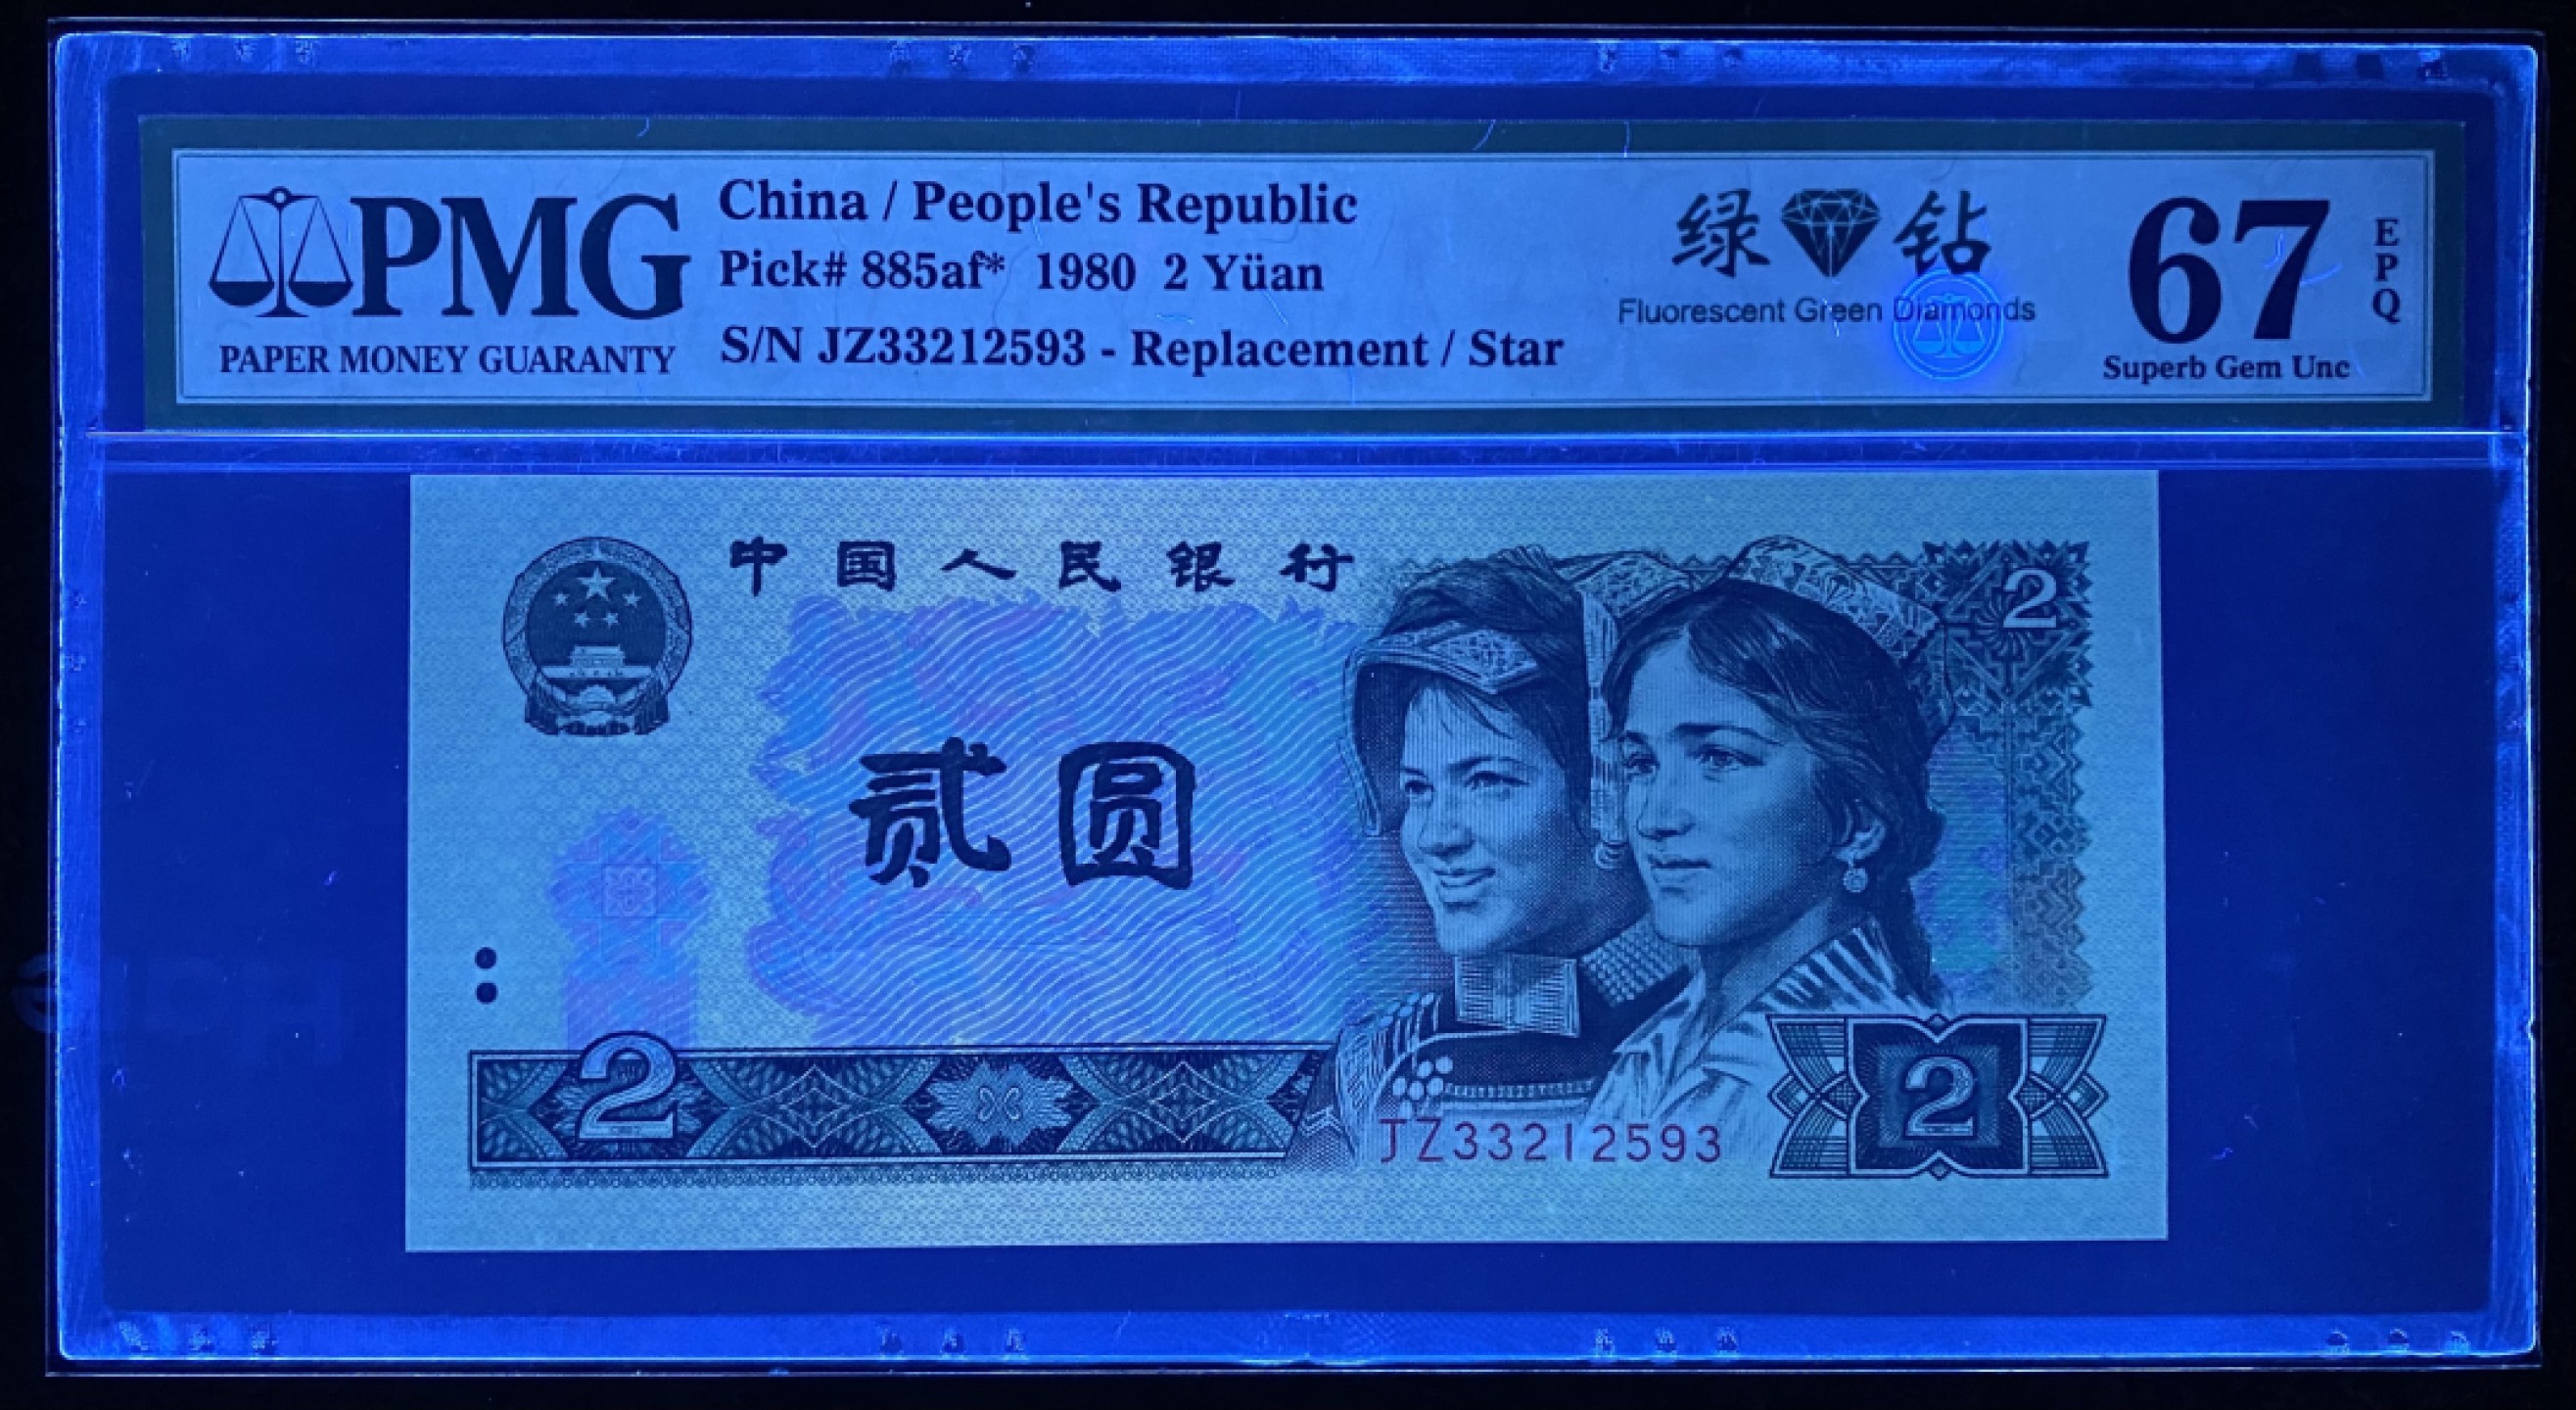 PMG
PAPER MONEY GUARANTY
China / People's Republic
Pick# 885af* 1980 2 Yüan
S/N JZ33212593 - Replacement / Star
绿钻
Fluorescent Green Diamonds
67
EPQ
Superb Gem Unc
中国人民银行
2
贰圆
2
2
JZ33212593